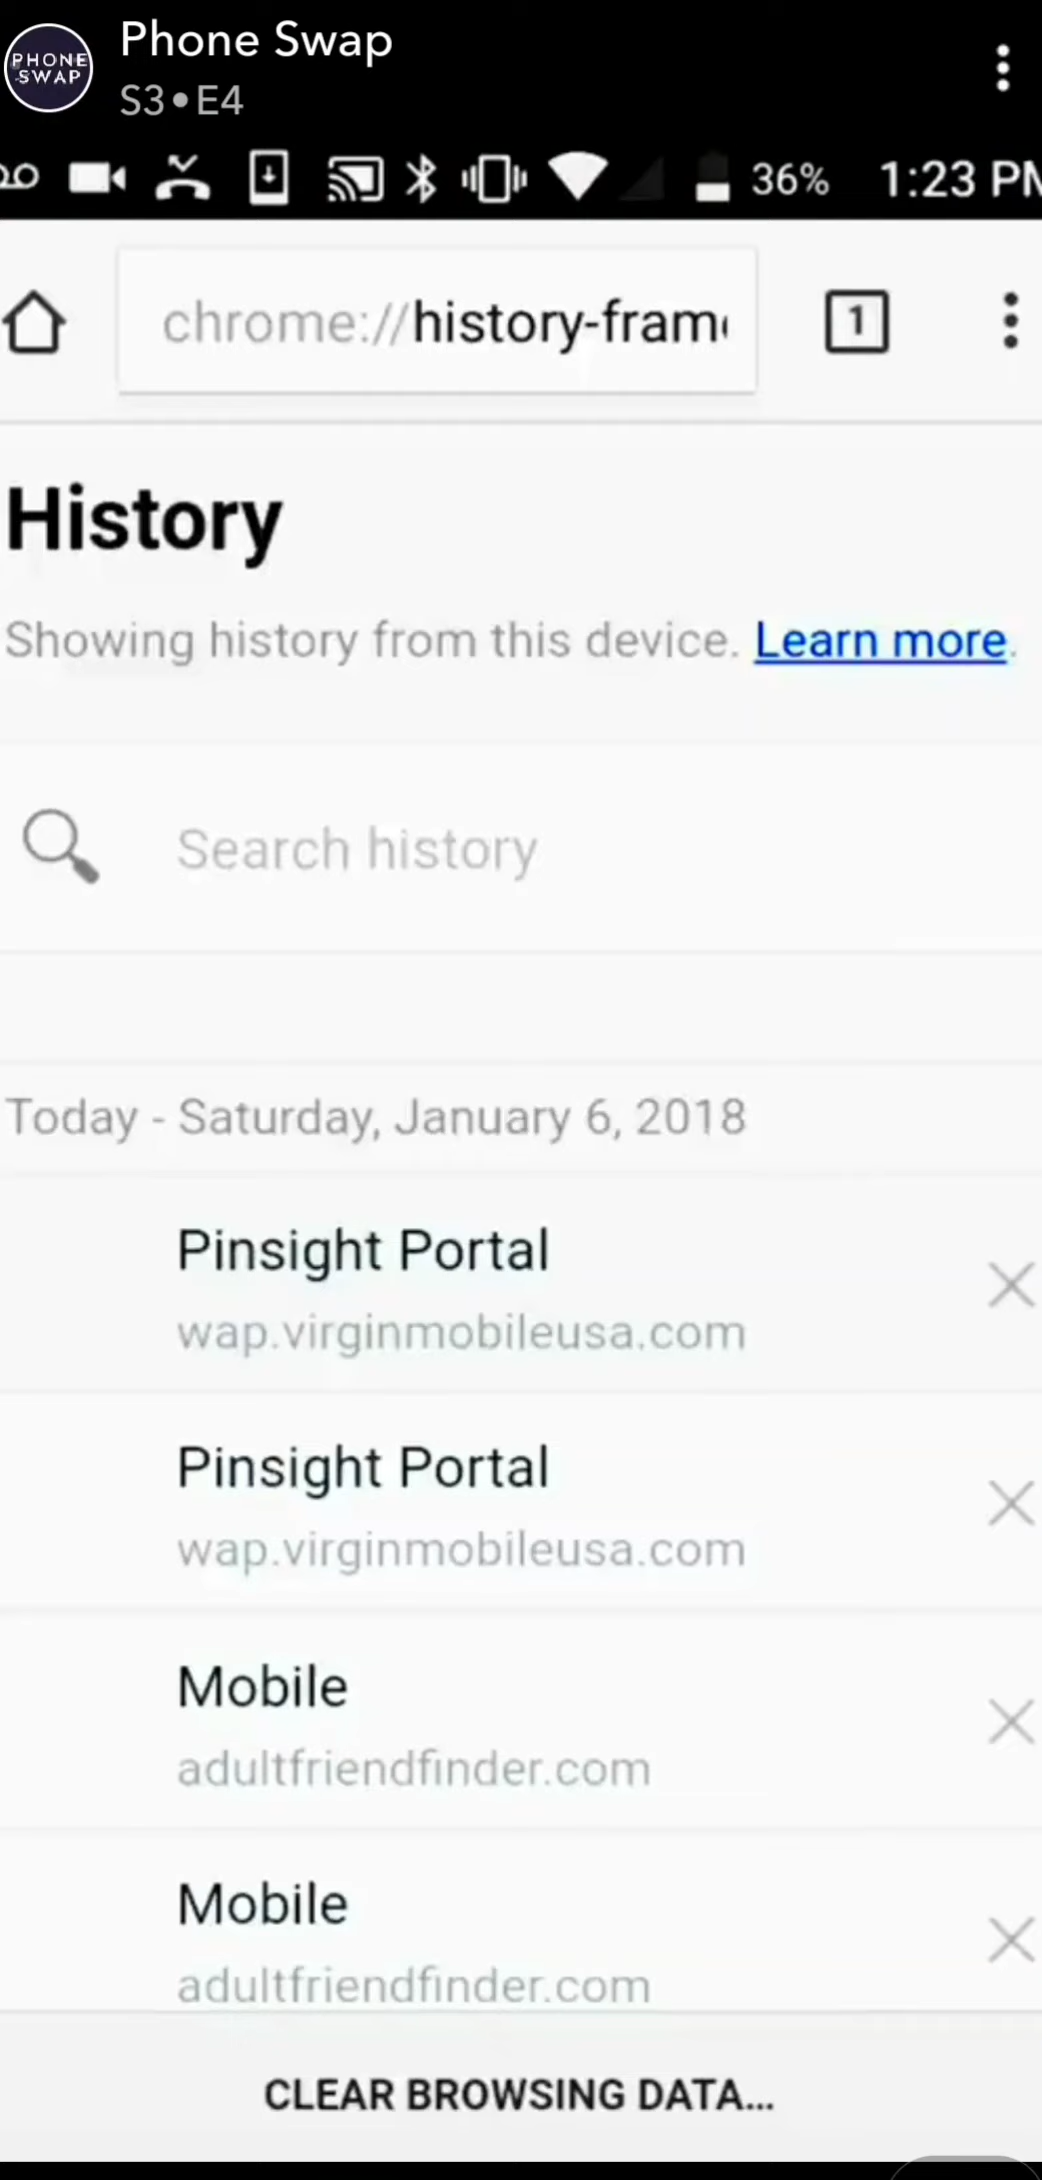 PHONE
SWAP
Phone Swap
S3•E4
36% 1:23 PM
chrome://history-frame
1
History
Showing history from this device. Learn more.
Search history
Today - Saturday, January 6, 2018
Pinsight Portal
wap.virginmobileusa.com
Pinsight Portal
wap.virginmobileusa.com
Mobile
adultfriendfinder.com
Mobile
adultfriendfinder.com
CLEAR BROWSING DATA...